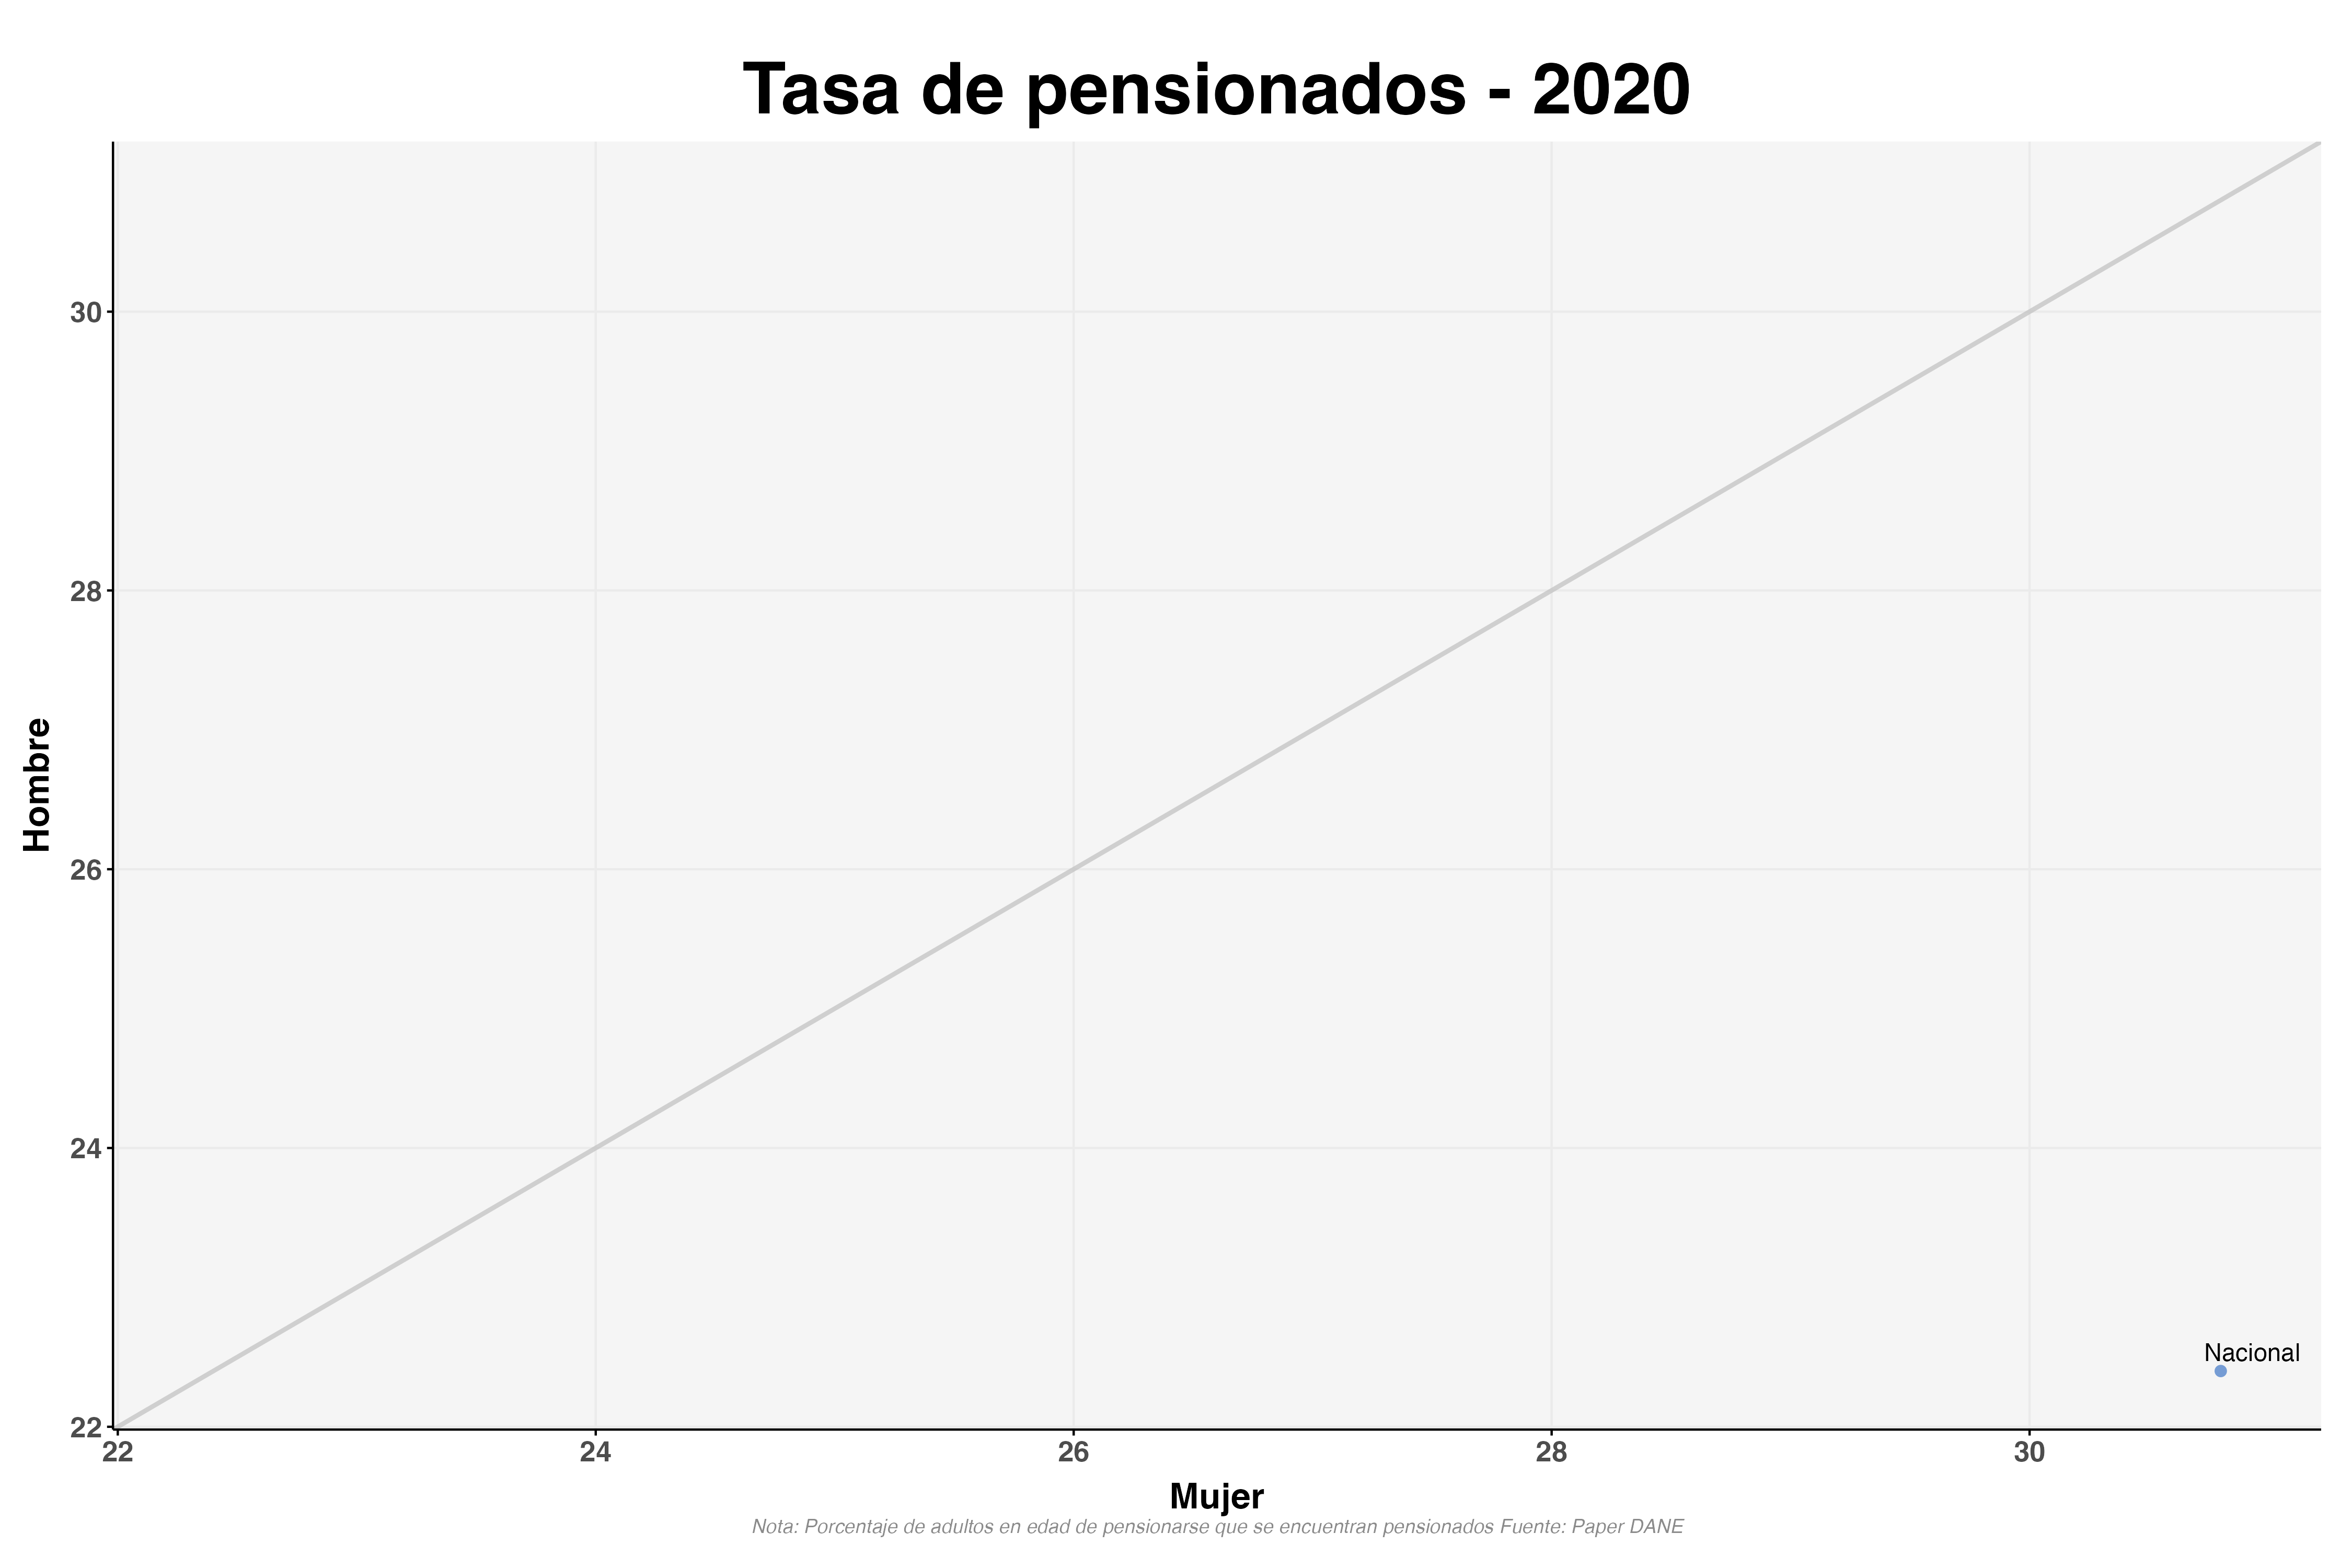 Tasa de pensionados - 2020
Hombre
30
28
26
24
22
Nacional
22 24 26 28 30
Mujer
Nota: Porcentaje de adultos en edad de pensionarse que se encuentran pensionados Fuente: Paper DANE